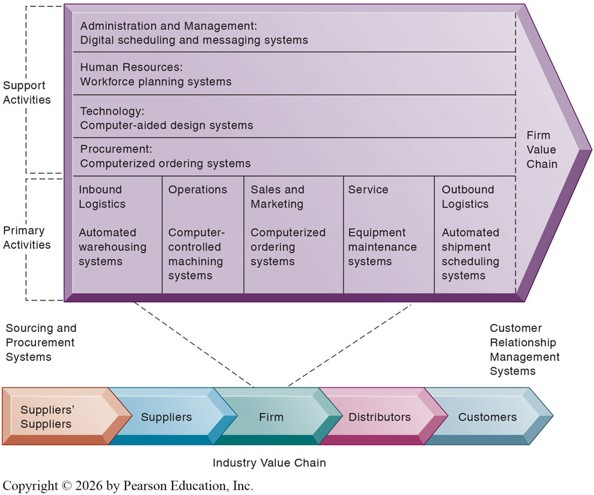 Administration and Management:
Digital scheduling and messaging systems
Human Resources:
Workforce planning systems
Support
Activities
Technology:
Computer-aided design systems
Procurement:
Computerized ordering systems
Firm
Value
Chain
Primary
Activities
Inbound
Logistics
Automated
warehousing
systems
Operations
Computer-
controlled
machining
systems
Sales and
Marketing
Computerized
ordering
systems
Service
Equipment
maintenance
systems
Outbound
Logistics
Automated
shipment
scheduling
systems
Sourcing and
Procurement
Systems
Customer
Relationship
Management
Systems
Suppliers'
Suppliers
Suppliers
Firm
Distributors
Customers
Industry Value Chain
Copyright © 2026 by Pearson Education, Inc.